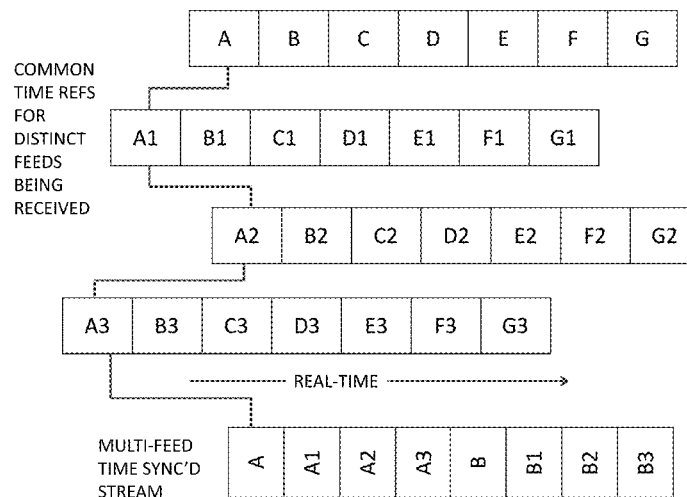 A B C D E F G
COMMON
TIME REFS
FOR
DISTINCT
FEEDS
BEING
RECEIVED
A1 B1 C1 D1 E1 F1 G1
A2 B2 C2 D2 E2 F2 G2
A3 B3 C3 D3 E3 F3 G3
REAL-TIME
MULTI-FEED
TIME SYNC'D
STREAM
A A1 A2 A3 B B1 B2 B3